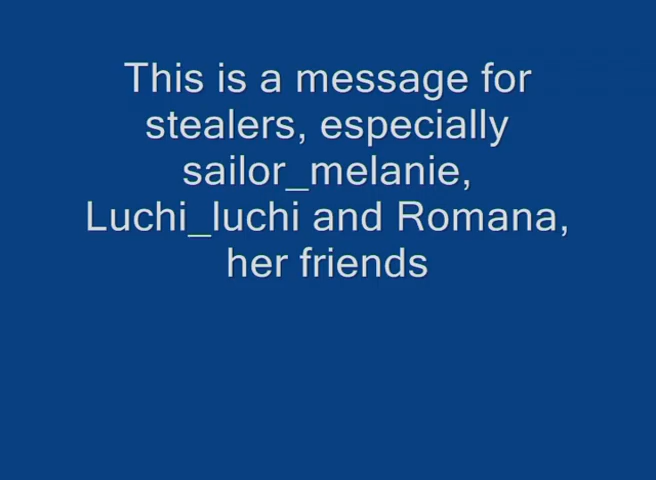 This is a message for
stealers, especially
sailor_melanie,
Luchi_luchi and Romana,
her friends